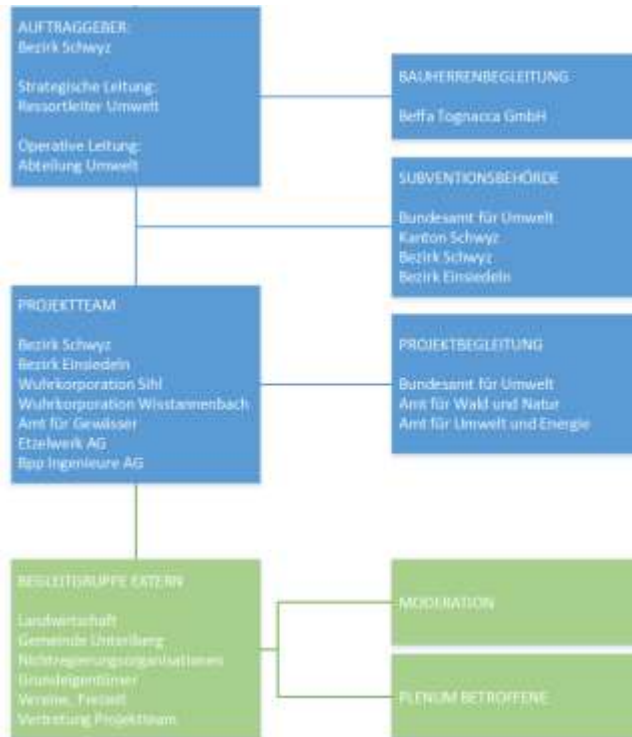 AUFTRAGGEBER:
Bezirk Schwyz
Strategische Leitung:
Ressortleiter Umwelt
Operative Leitung:
Abteilung Umwelt
BAUHERRENBEGLEITUNG
Beffa Tognacca GmbH
SUBVENTIONSBEHÖRDE
Bundesamt für Umwelt
Kanton Schwyz
Bezirk Schwyz
Bezirk Einsiedeln
PROJEKTTEAM
Bezirk Schwyz
Bezirk Einsiedeln
Wuhrkorporation Sihl
Wuhrkorporation Wisstannenbach
Amt für Gewässer
Etzelwerk AG
Bpp Ingenieure AG
PROJEKTBEGLEITUNG
Bundesamt für Umwelt
Amt für Wald und Natur
Amt für Umwelt und Energie
BEGLEITGRUPPE EXTERN
Landwirtschaft
Gemeinde Unteriberg
Nichtregierungsorganisationen
Grundeigentümer
Vereine, Freizeit
Vertretung Projektteam
MODERATION
PLENUM BETROFFENE